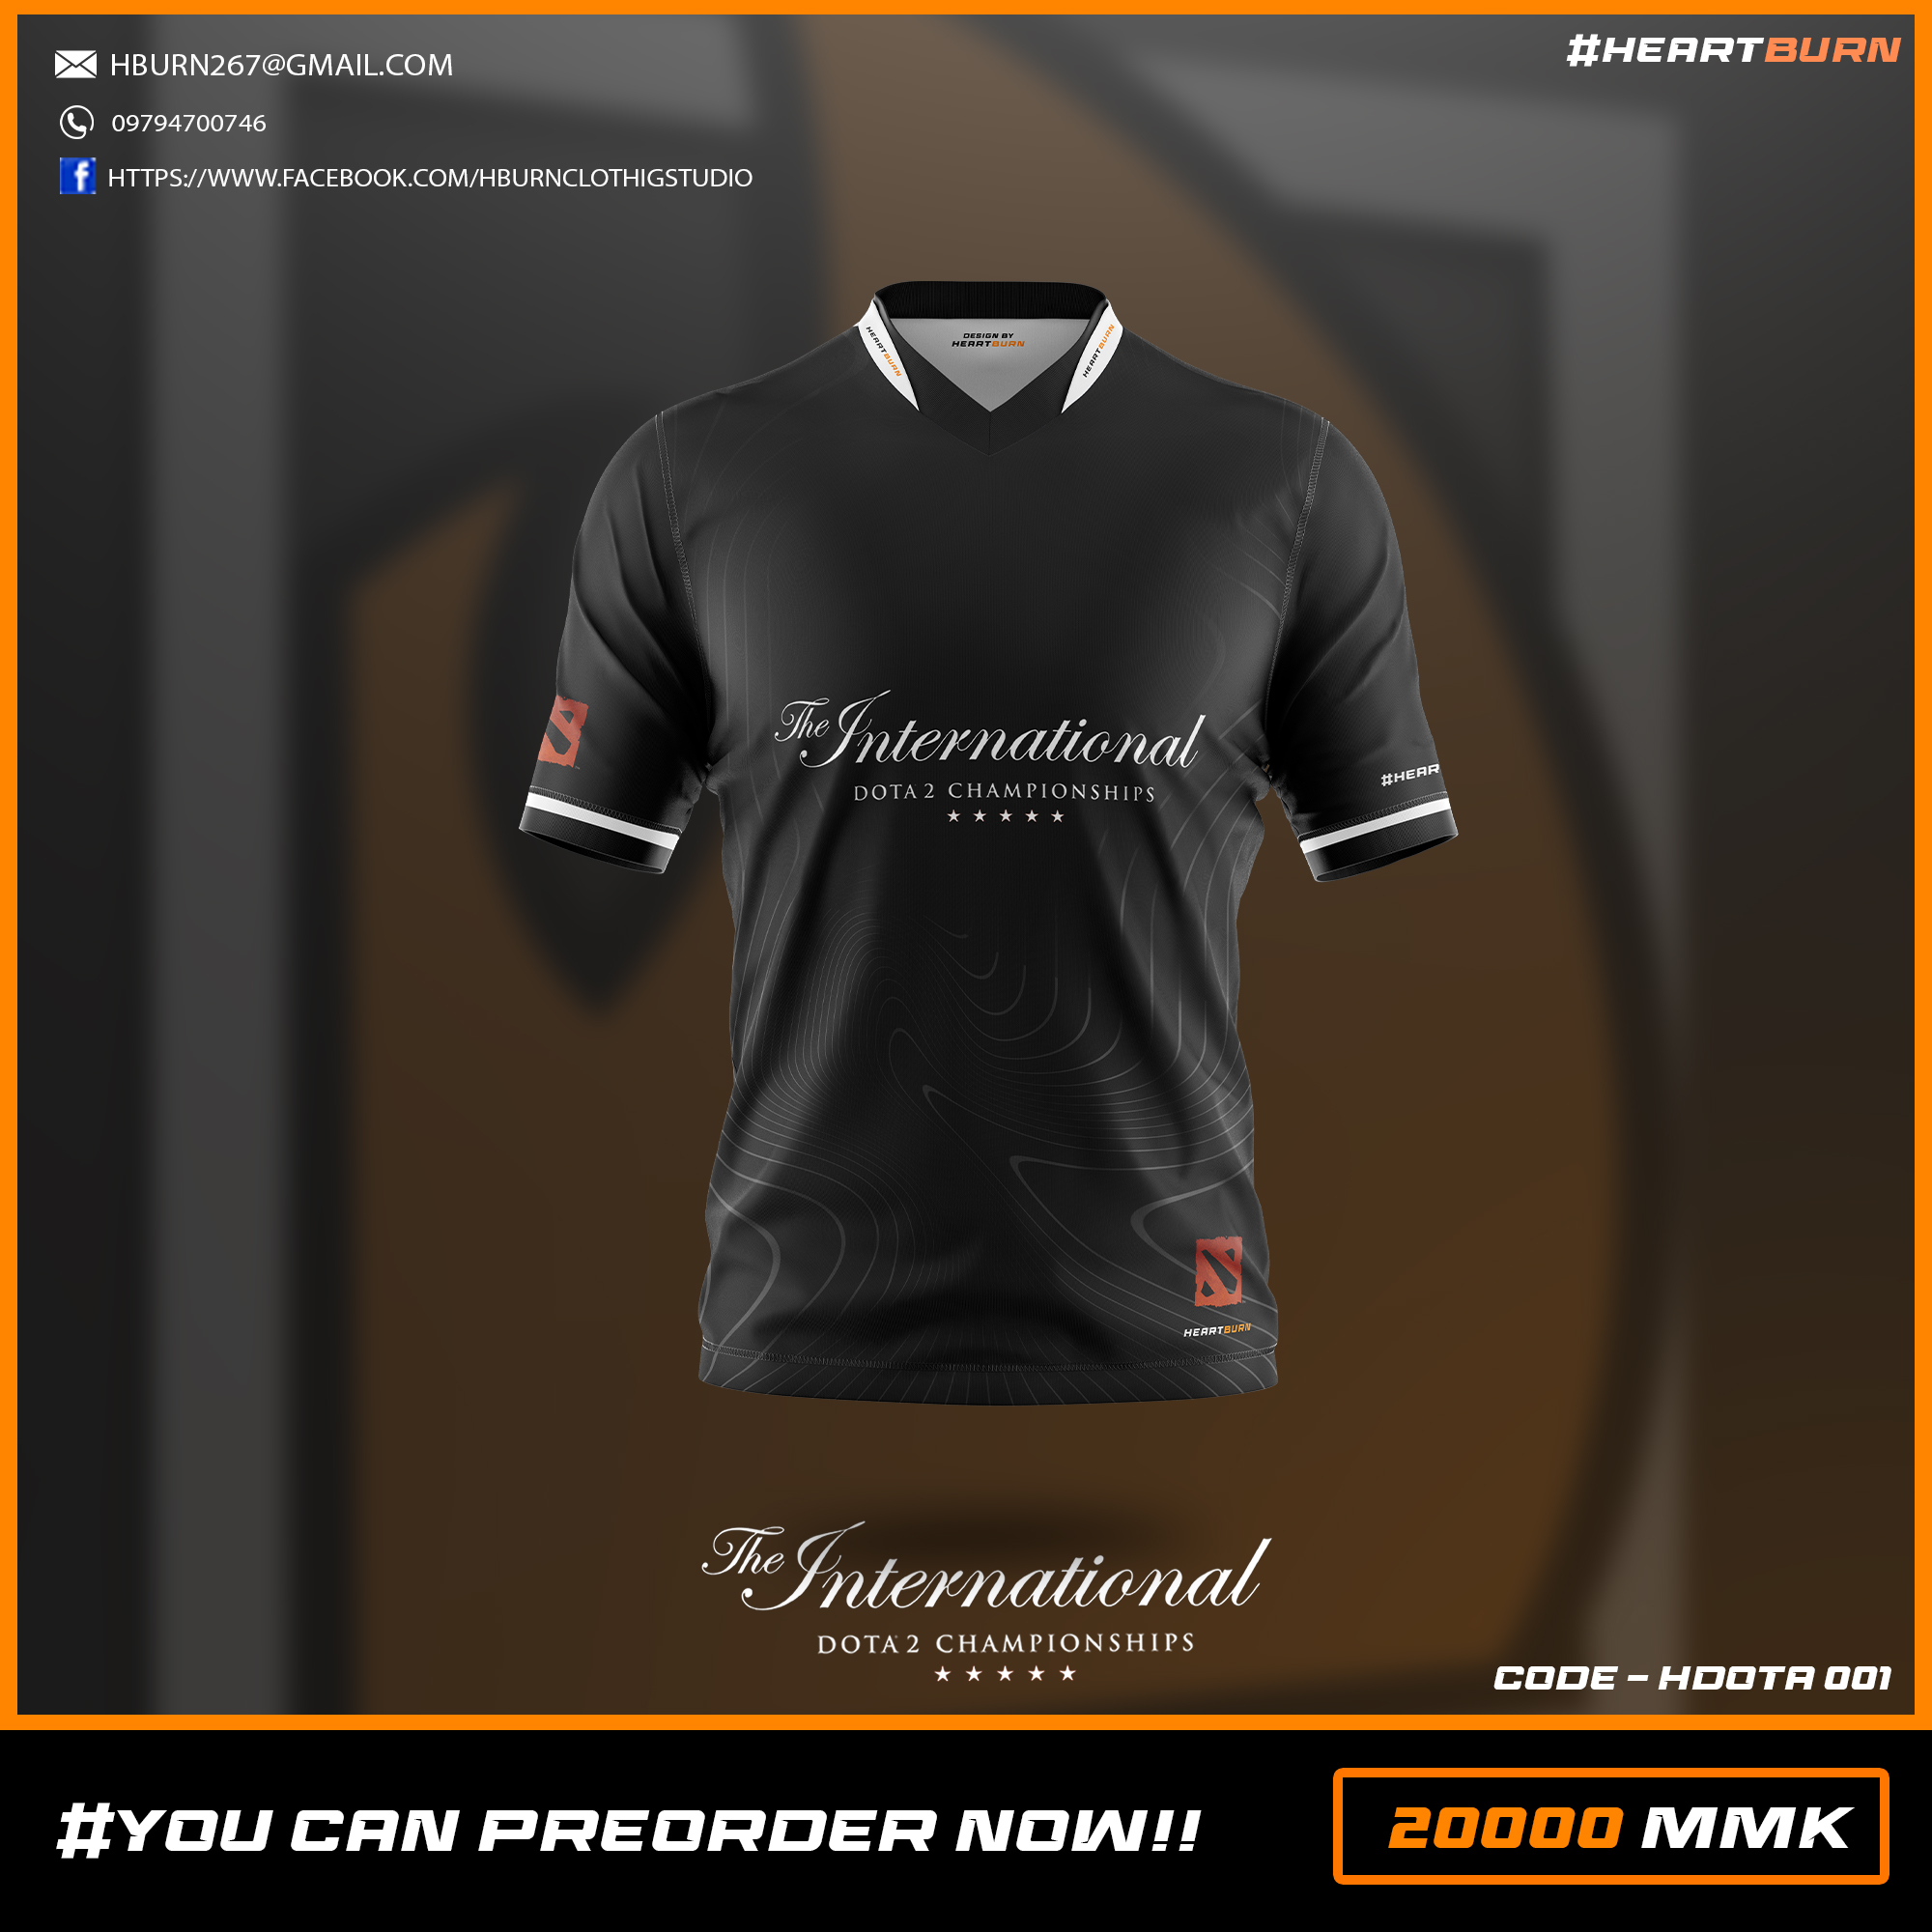 HBURN267@GMAIL.COM
09794700746
HTTPS://WWW.FACEBOOK.COM/HBURNCLOTHIGSTUDIO
#HEARTBURN
DESIGN BY
HEARTBURN
HEARTBURN
HEARTBURN
The International
DOTA 2 CHAMPIONSHIPS
#HEAR
HEARTBURN
The International
DOTA 2 CHAMPIONSHIPS
CODE - HDOTA 001
#YOU CAN PREORDER NOW!!
20000 MMK